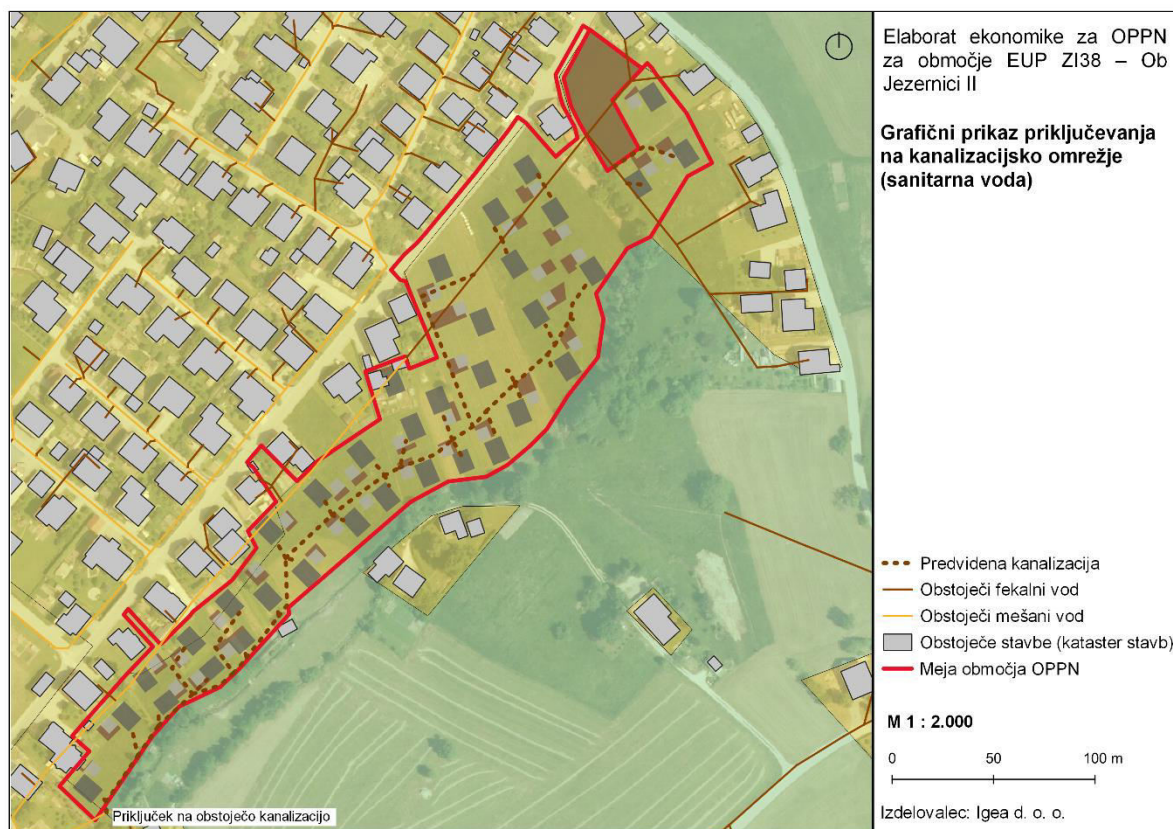 Elaborat ekonomike za OPPN
za območje EUP ZI38 – Ob
Jezernici II
Grafični prikaz priključevanja
na kanalizacijsko omrežje
(sanitarna voda)
Predvidena kanalizacija
Obstoječi fekalni vod
Obstoječi mešani vod
Obstoječe stavbe (kataster stavb)
Meja območja OPPN
M 1 : 2.000
0 50 100 m
Izdelovalec: Igea d. o. o.
Priključek na obstoječo kanalizacijo